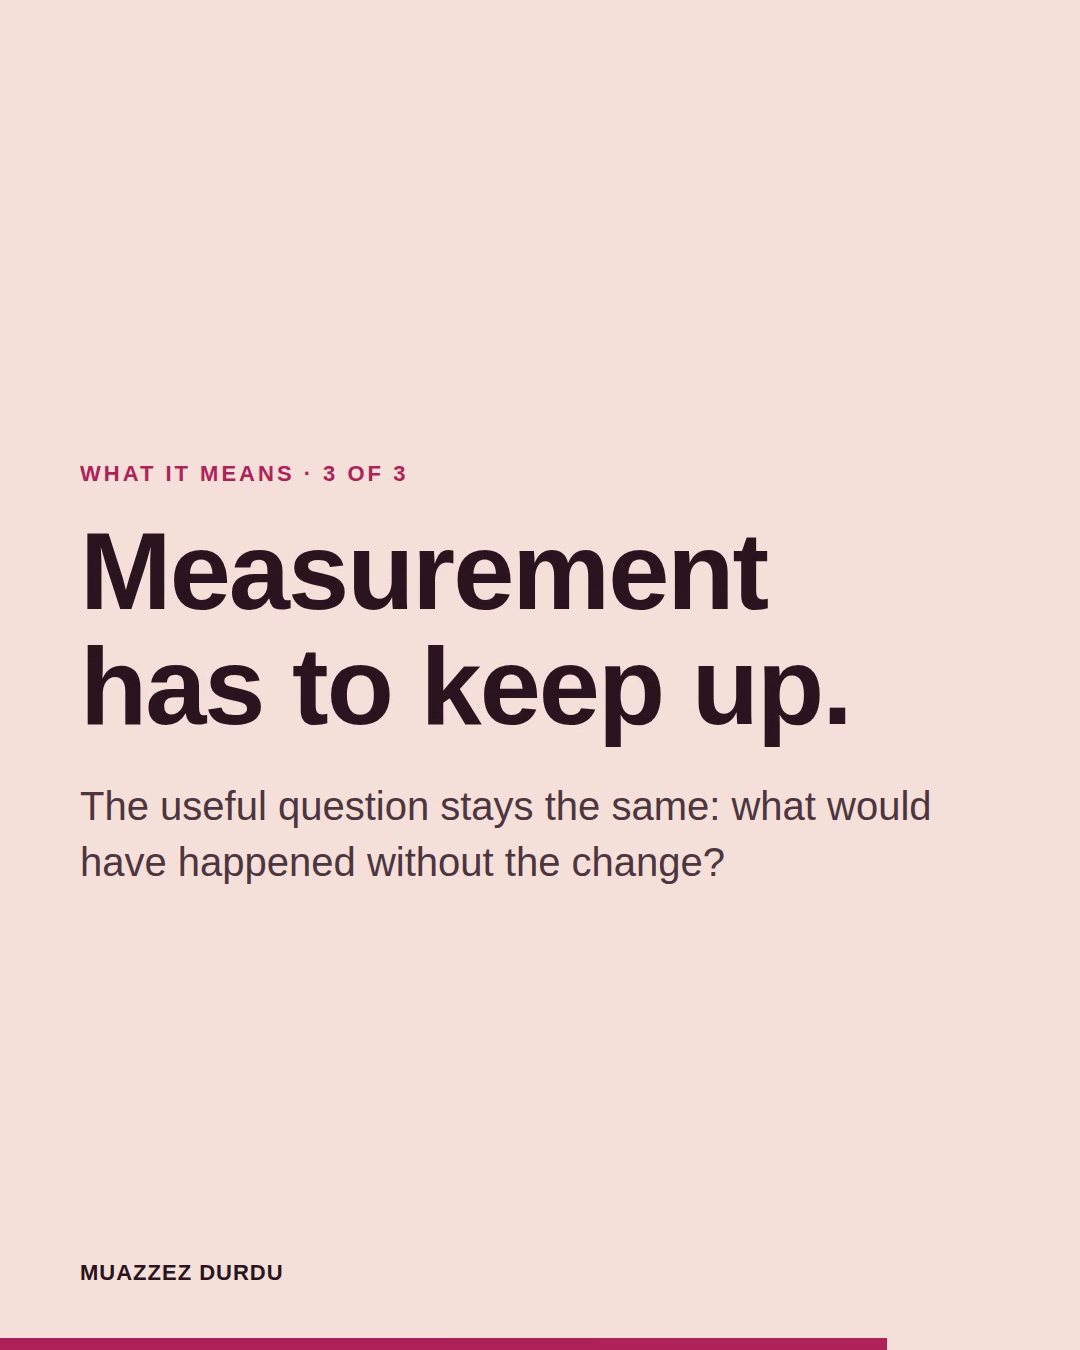 WHAT IT MEANS · 3 OF 3
Measurement
has to keep up.
The useful question stays the same: what would
have happened without the change?
MUAZZEZ DURDU